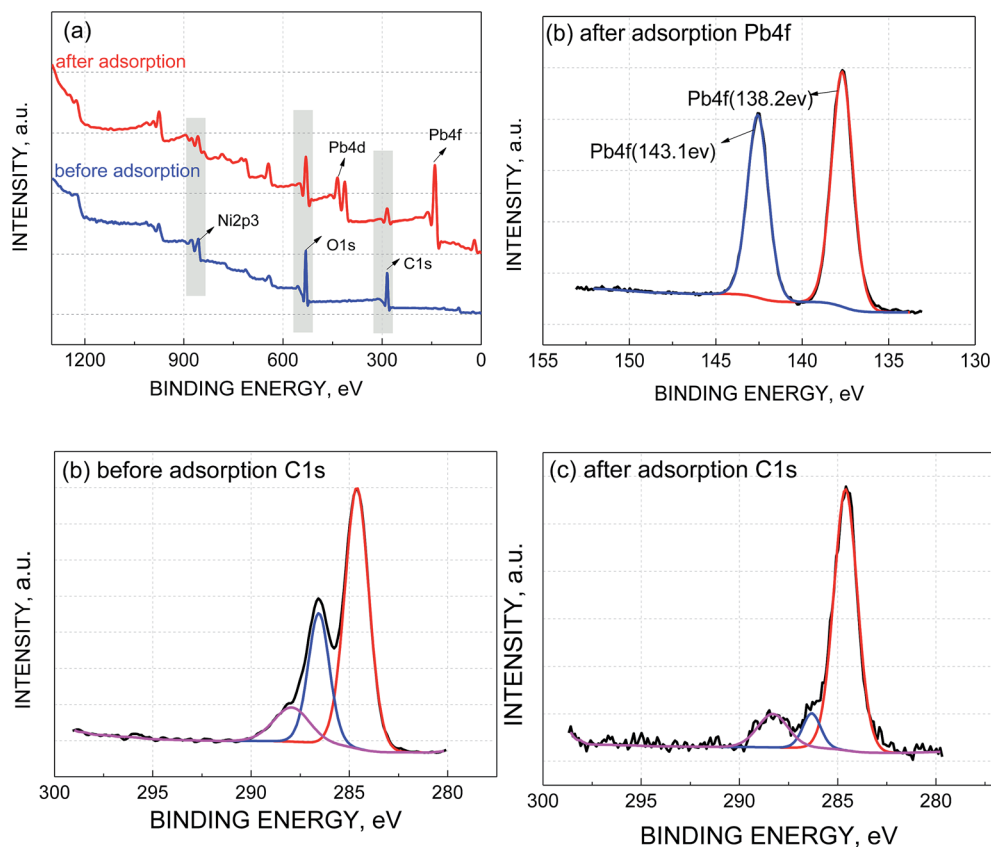 (a)
after adsorption
before adsorption
Ni2p3
O1s
C1s
Pb4d
Pb4f
INTENSITY, a.u.
1200 900 600 300 0
BINDING ENERGY, eV
(b) after adsorption Pb4f
Pb4f(138.2ev)
Pb4f(143.1ev)
INTENSITY, a.u.
155 150 145 140 135 130
BINDING ENERGY, eV
(b) before adsorption C1s
INTENSITY, a.u.
300 295 290 285 280
BINDING ENERGY, eV
(c) after adsorption C1s
INTENSITY, a.u.
300 295 290 285 280
BINDING ENERGY, eV